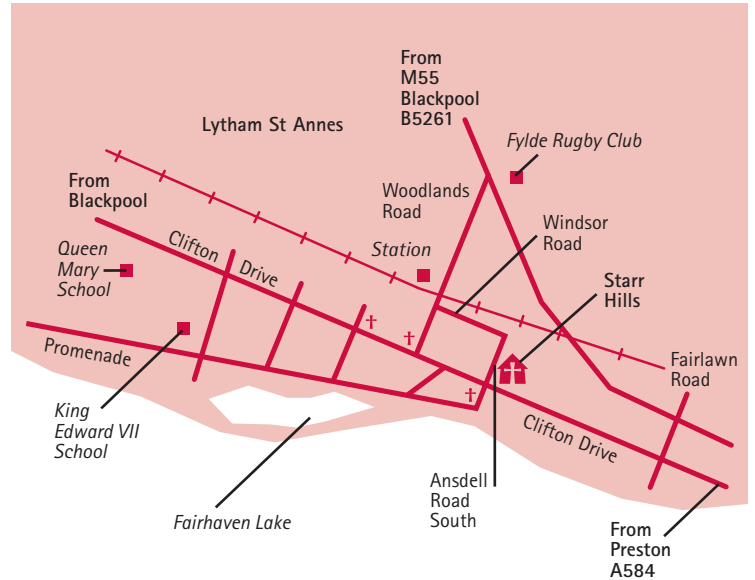 From
M55
Blackpool
B5261
Lytham St Annes
Fylde Rugby Club
From
Blackpool
Woodlands
Road
Windsor
Road
Queen
Mary
School
Clifton
Drive
Station
Starr
Hills
Promenade
Fairlawn
Road
King
Edward VII
School
Clifton Drive
Ansdell
Road
South
Fairhaven Lake
From
Preston
A584